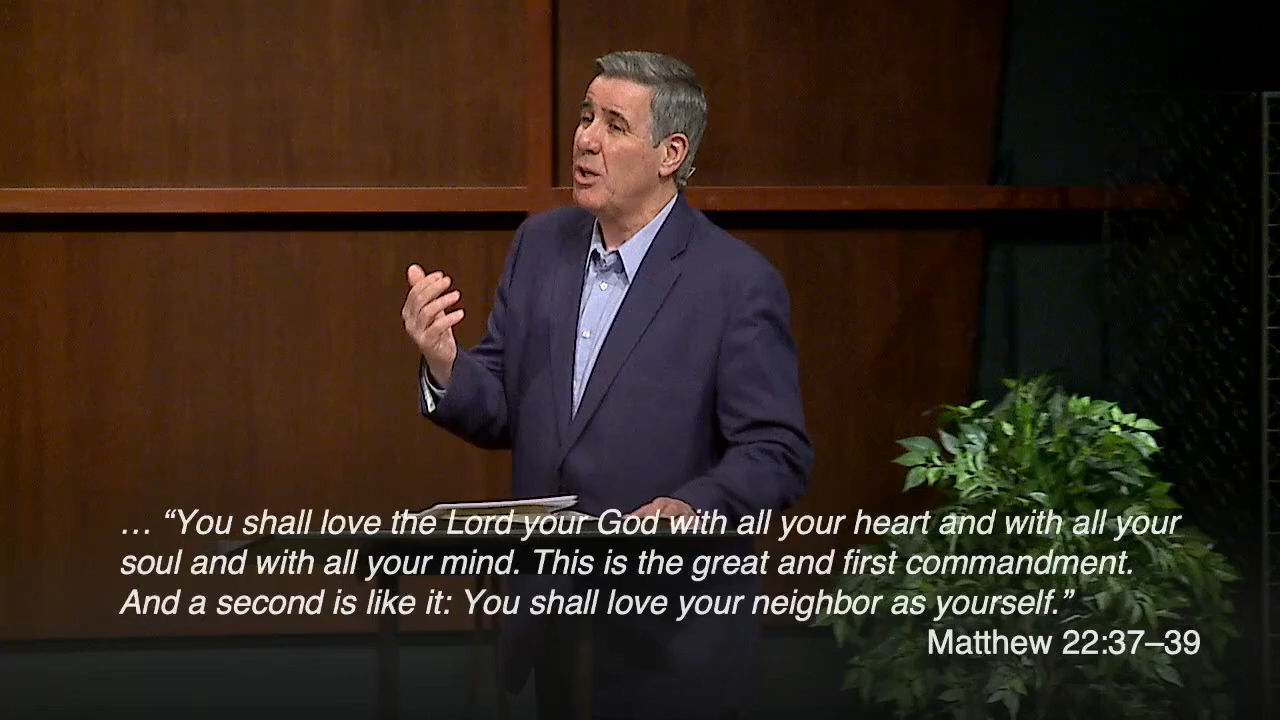 … “You shall love the Lord your God with all your heart and with all your
soul and with all your mind. This is the great and first commandment.
And a second is like it: You shall love your neighbor as yourself.”
Matthew 22:37–39